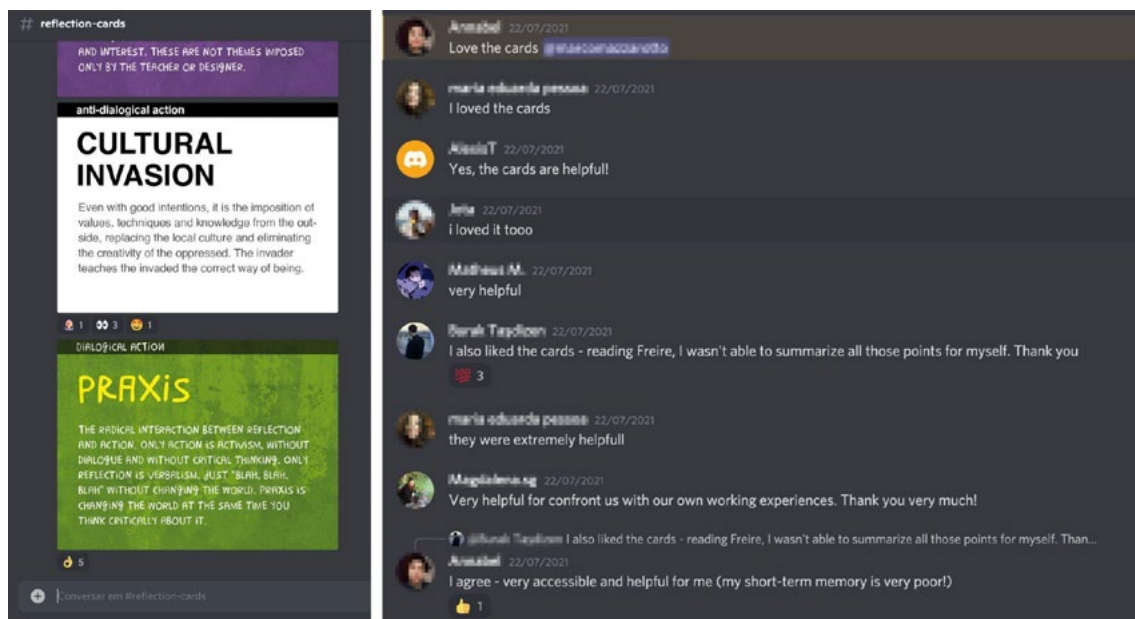 # reflection-cards
AND INTEREST. THESE ARE NOT THEMES IMPOSED
ONLY BY THE TEACHER OR DESIGNER.
anti-dialogical action
CULTURAL
INVASION
Even with good intentions, it is the imposition of
values, techniques and knowledge from the out-
side, replacing the local culture and eliminating
the creativity of the oppressed. The invader
teaches the invaded the correct way of being.
1 3 1
DIALOGICAL ACTION
PRAXIS
THE RADICAL INTERACTION BETWEEN REFLECTION
AND ACTION. ONLY ACTION IS ACTIVISM, WITHOUT
DIALOGUE AND WITHOUT CRITICAL THINKING. ONLY
REFLECTION IS VERBALISM, JUST "BLAH, BLAH,
BLAH" WITHOUT CHANGING THE WORLD. PRAXIS IS
CHANGING THE WORLD AT THE SAME TIME YOU
THINK CRITICALLY ABOUT IT.
5
Conversar em #reflection-cards
22/07/2021
Love the cards
22/07/2021
I loved the cards
22/07/2021
Yes, the cards are helpful!
22/07/2021
i loved it tooo
22/07/2021
very helpful
22/07/2021
I also liked the cards - reading Freire, I wasn't able to summarize all those points for myself. Thank you
100 3
22/07/2021
they were extremely helpfull
22/07/2021
Very helpful for confront us with our own working experiences. Thank you very much!
I also liked the cards - reading Freire, I wasn't able to summarize all those points for myself. Than...
22/07/2021
I agree - very accessible and helpful for me (my short-term memory is very poor!)
1